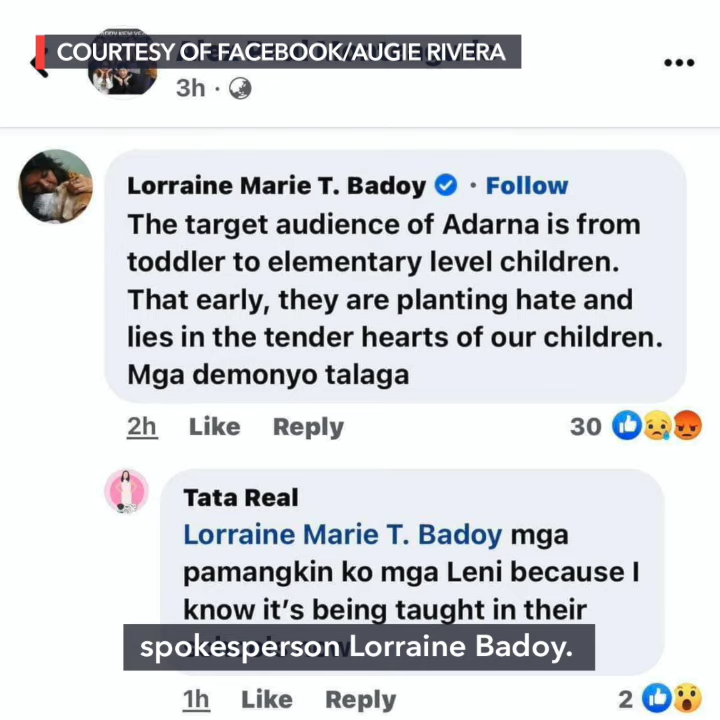 COURTESY OF FACEBOOK/AUGIE RIVERA
3h
Lorraine Marie T. Badoy · Follow
The target audience of Adarna is from
toddler to elementary level children.
That early, they are planting hate and
lies in the tender hearts of our children.
Mga demonyo talaga
2h Like Reply 30
Tata Real
Lorraine Marie T. Badoy mga
pamangkin ko mga Leni because I
know it's being taught in their
spokesperson Lorraine Badoy.
1h Like Reply 2